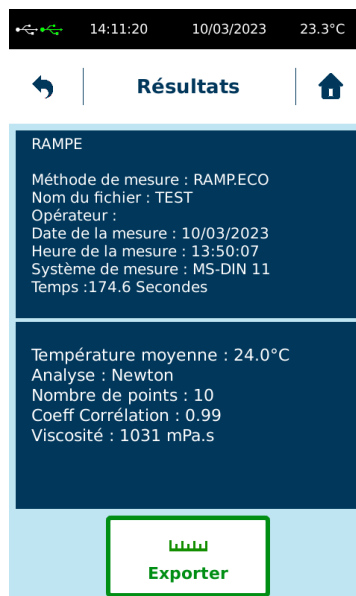 14:11:20 10/03/2023 23.3°C
Résultats
RAMPE
Méthode de mesure : RAMP.ECO
Nom du fichier : TEST
Opérateur :
Date de la mesure : 10/03/2023
Heure de la mesure : 13:50:07
Système de mesure : MS-DIN 11
Temps :174.6 Secondes
Température moyenne : 24.0°C
Analyse : Newton
Nombre de points : 10
Coeff Corrélation : 0.99
Viscosité : 1031 mPa.s
Exporter